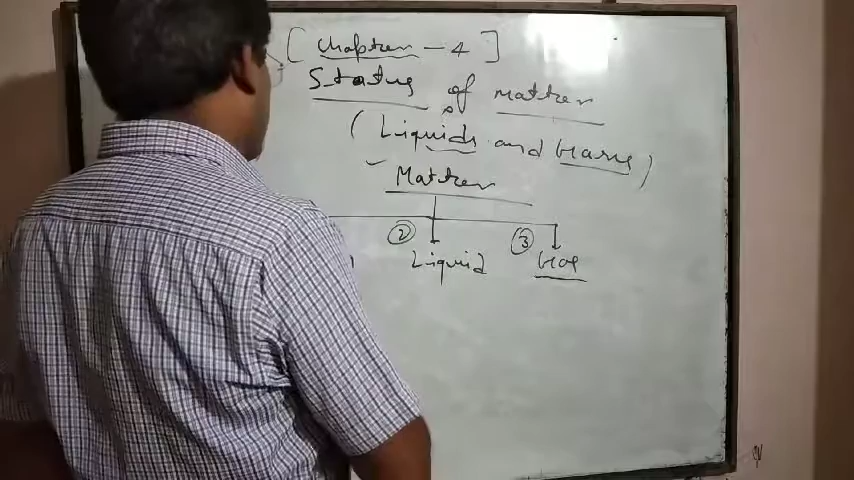 [Chapter - 4]
States of matter
(Liquids and Gases)
Matter
② ③
Liquid Gas